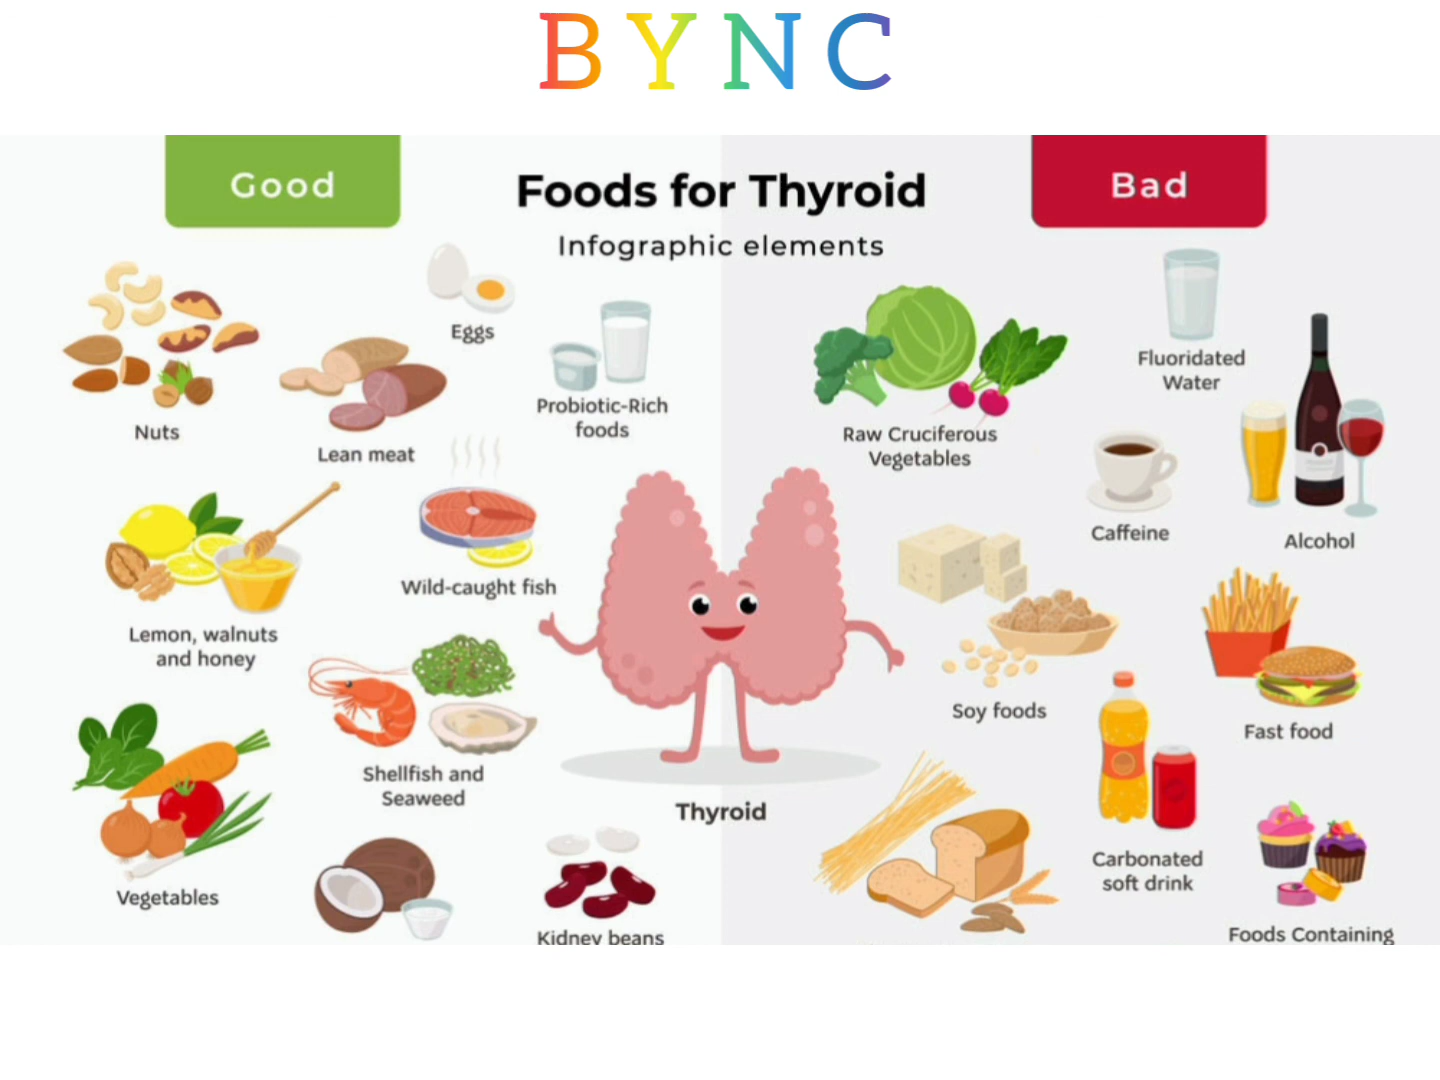 BYNC
Good
Foods for Thyroid
Infographic elements
Bad
Nuts
Lean meat
Eggs
Probiotic-Rich
foods
Lemon, walnuts
and honey
Wild-caught fish
Shellfish and
Seaweed
Vegetables
Kidney beans
Thyroid
Raw Cruciferous
Vegetables
Fluoridated
Water
Caffeine
Alcohol
Soy foods
Fast food
Carbonated
soft drink
Foods Containing